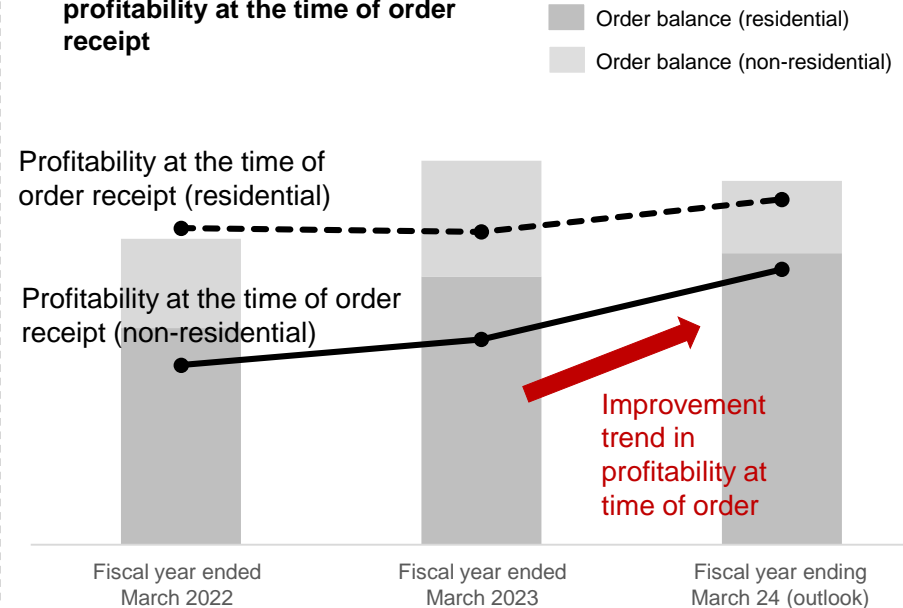 profitability at the time of order
receipt
Order balance (residential)
Order balance (non-residential)
Profitability at the time of
order receipt (residential)
Profitability at the time of order
receipt (non-residential)
Improvement
trend in
profitability at
time of order
Fiscal year ended
March 2022
Fiscal year ended
March 2023
Fiscal year ending
March 24 (outlook)